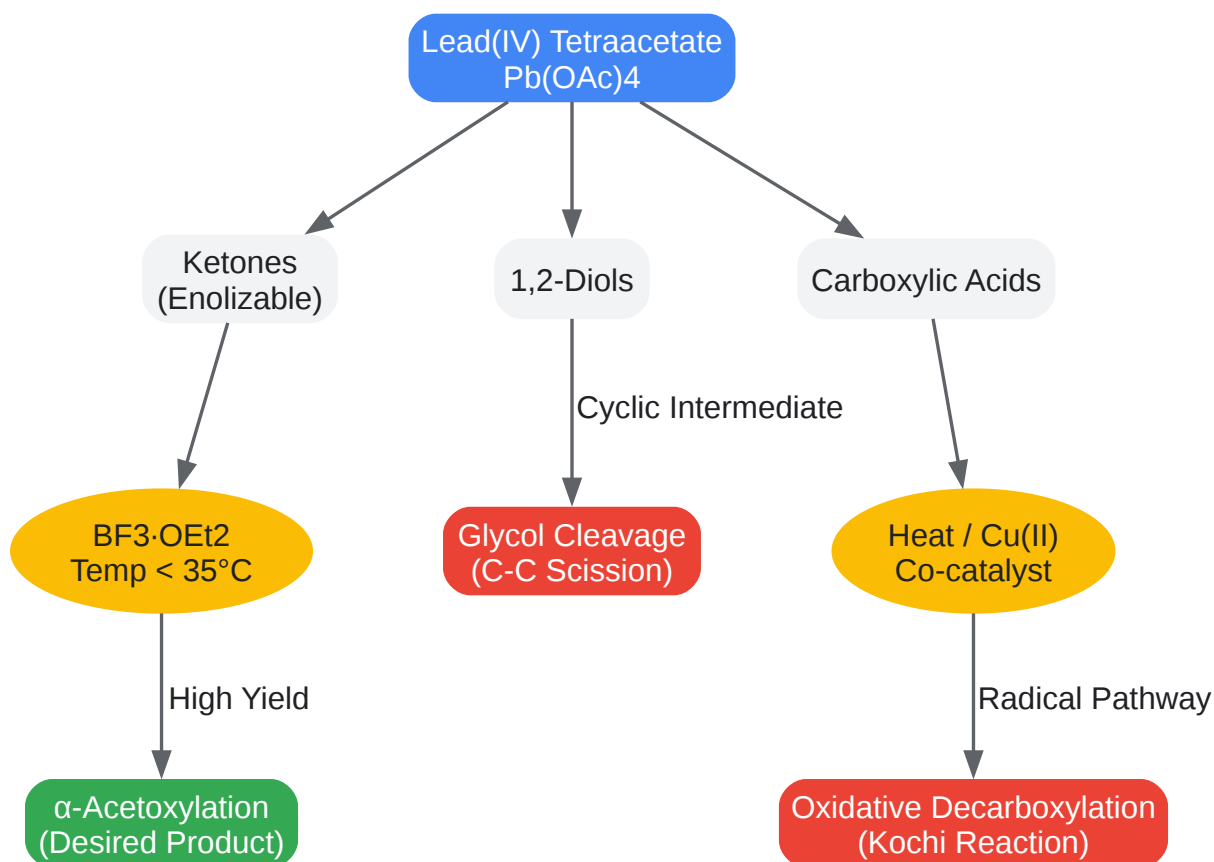 Lead(IV) Tetraacetate
Pb(OAc)4
Ketones
(Enolizable)
1,2-Diols
Carboxylic Acids
Cyclic Intermediate
BF3·OEt2
Temp < 35°C
Glycol Cleavage
(C-C Scission)
Heat / Cu(II)
Co-catalyst
High Yield
Radical Pathway
α-Acetoxylation
(Desired Product)
Oxidative Decarboxylation
(Kochi Reaction)